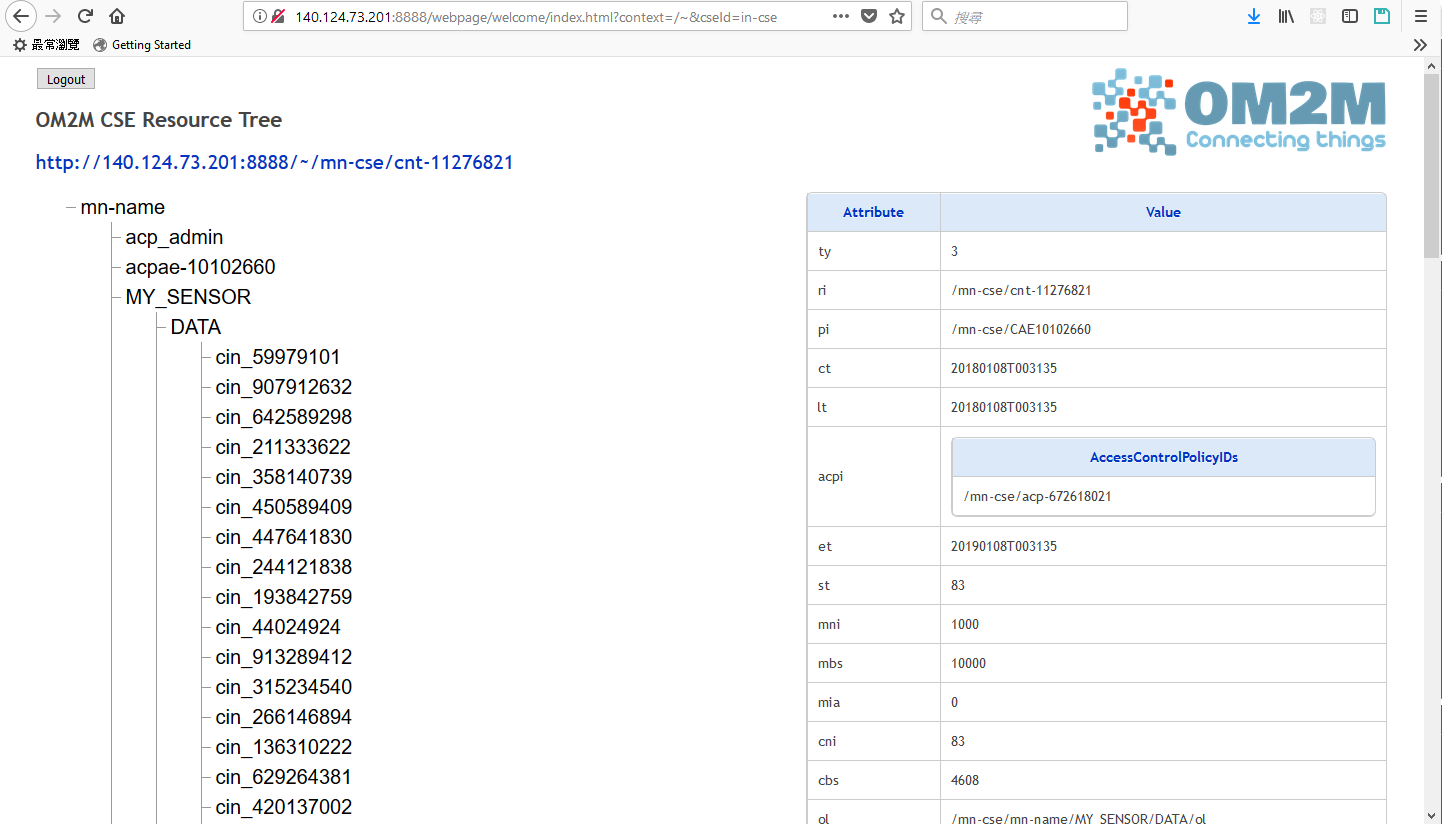 140.124.73.201:8888/webpage/welcome/index.html?context=/~&cseId=in-cse
搜尋
最常瀏覽 Getting Started
Logout
OM2M
Connecting things
OM2M CSE Resource Tree
http://140.124.73.201:8888/~/mn-cse/cnt-11276821
mn-name
acp_admin
acpae-10102660
MY_SENSOR
DATA
cin_59979101
cin_907912632
cin_642589298
cin_211333622
cin_358140739
cin_450589409
cin_447641830
cin_244121838
cin_193842759
cin_44024924
cin_913289412
cin_315234540
cin_266146894
cin_136310222
cin_629264381
cin_420137002
Attribute Value
ty 3
ri /mn-cse/cnt-11276821
pi /mn-cse/CAE10102660
ct 20180108T003135
lt 20180108T003135
acpi
AccessControlPolicyIDs
/mn-cse/acp-672618021
et 20190108T003135
st 83
mni 1000
mbs 10000
mia 0
cni 83
cbs 4608
ol /mn-cse/mn-name/MY_SENSOR/DATA/ol